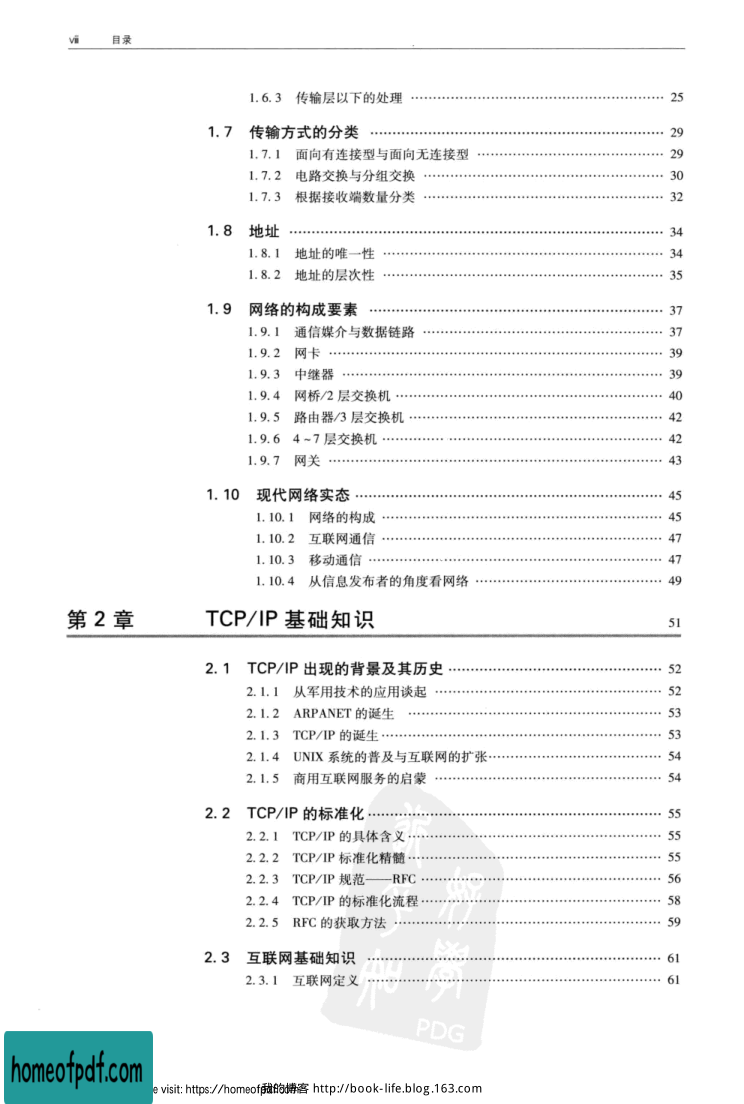 viii 目录
1.6.3 传输层以下的处理 25
1.7 传输方式的分类 29
1.7.1 面向有连接型与面向无连接型 29
1.7.2 电路交换与分组交换 30
1.7.3 根据接收端数量分类 32
1.8 地址 34
1.8.1 地址的唯一性 34
1.8.2 地址的层次性 35
1.9 网络的构成要素 37
1.9.1 通信媒介与数据链路 37
1.9.2 网卡 39
1.9.3 中继器 39
1.9.4 网桥/2 层交换机 40
1.9.5 路由器/3 层交换机 42
1.9.6 4~7 层交换机 42
1.9.7 网关 43
1.10 现代网络实态 45
1.10.1 网络的构成 45
1.10.2 互联网通信 47
1.10.3 移动通信 47
1.10.4 从信息发布者的角度看网络 49
第 2 章 TCP/IP 基础知识 51
2.1 TCP/IP 出现的背景及其历史 52
2.1.1 从军用技术的应用谈起 52
2.1.2 ARPANET 的诞生 53
2.1.3 TCP/IP 的诞生 53
2.1.4 UNIX 系统的普及与互联网的扩张 54
2.1.5 商用互联网服务的启蒙 54
2.2 TCP/IP 的标准化 55
2.2.1 TCP/IP 的具体含义 55
2.2.2 TCP/IP 标准化精髓 55
2.2.3 TCP/IP 规范——RFC 56
2.2.4 TCP/IP 的标准化流程 58
2.2.5 RFC 的获取方法 59
2.3 互联网基础知识 61
2.3.1 互联网定义 61
PDG
homeofpdf.com
e visit: https://homeofpdf.com
我的博客 http://book-life.blog.163.com